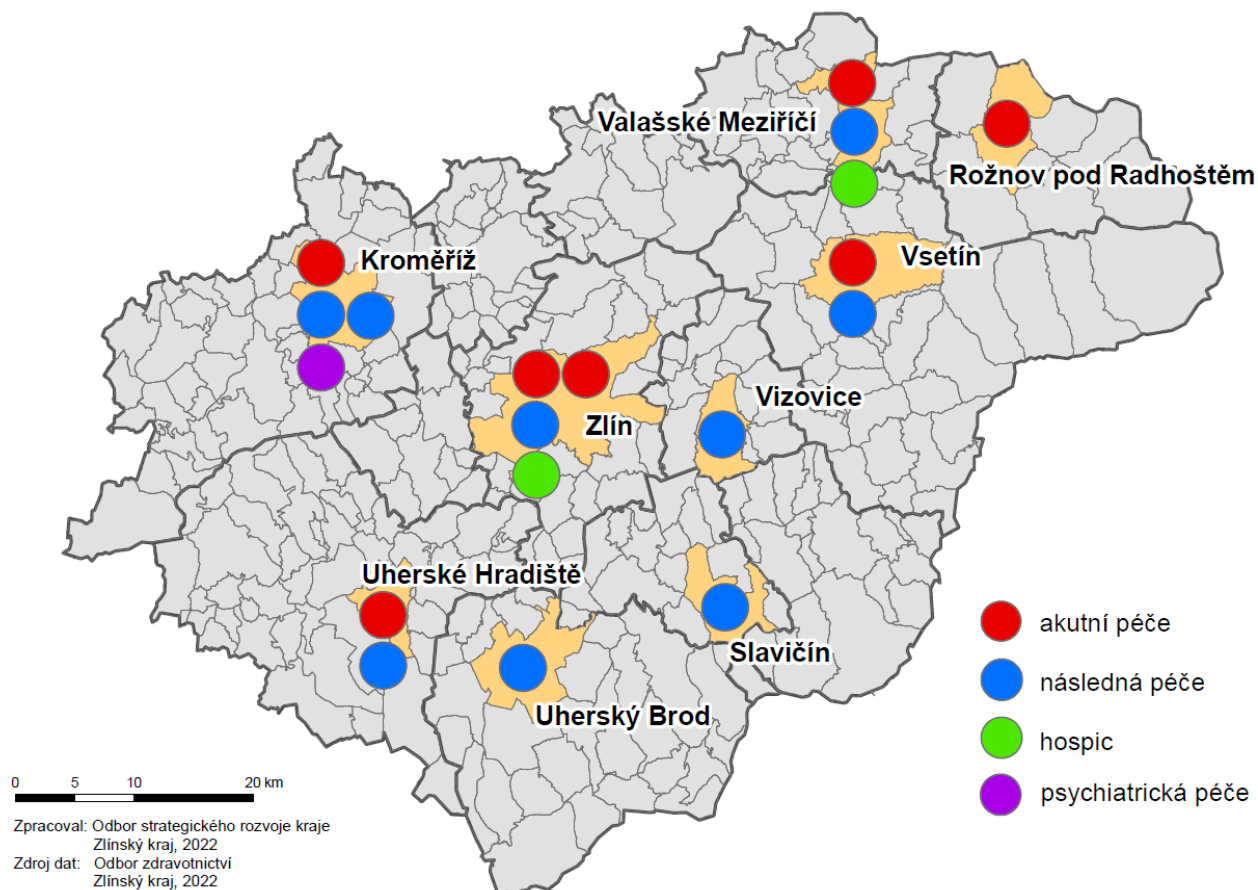 Valašské Meziříčí
Rožnov pod Radhoštěm
Kroměříž
Vsetín
Vizovice
Zlín
Uherské Hradiště
Slavičín
Uherský Brod
akutní péče
následná péče
hospic
psychiatrická péče
0 5 10 20 km
Zpracoval: Odbor strategického rozvoje kraje
Zlínský kraj, 2022
Zdroj dat: Odbor zdravotnictví
Zlínský kraj, 2022